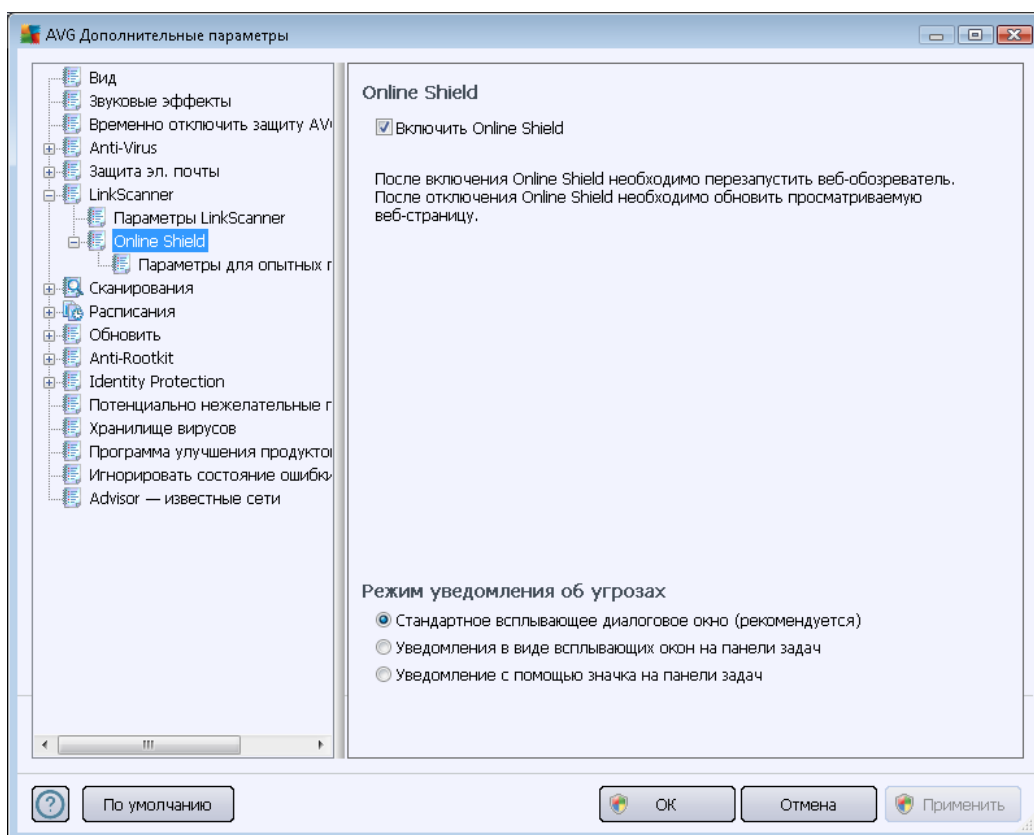 AVG Дополнительные параметры
Вид
Звуковые эффекты
Временно отключить защиту
Anti-Virus
Защита эл. почты
LinkScanner
Параметры LinkScanner
Online Shield
Параметры для опытных
Сканирования
Расписания
Обновить
Anti-Rootkit
Identity Protection
Потенциально нежелательные
Хранилище вирусов
Программа улучшения
Игнорировать состояние
Advisor — известные сети
Online Shield
Включить Online Shield
После включения Online Shield необходимо перезапустить веб-обозреватель.
После отключения Online Shield необходимо обновить просматриваемую
веб-страницу.
Режим уведомления об угрозах
Стандартное всплывающее диалоговое окно (рекомендуется)
Уведомления в виде всплывающих окон на панели задач
Уведомление с помощью значка на панели задач
По умолчанию
ОК
Отмена
Применить